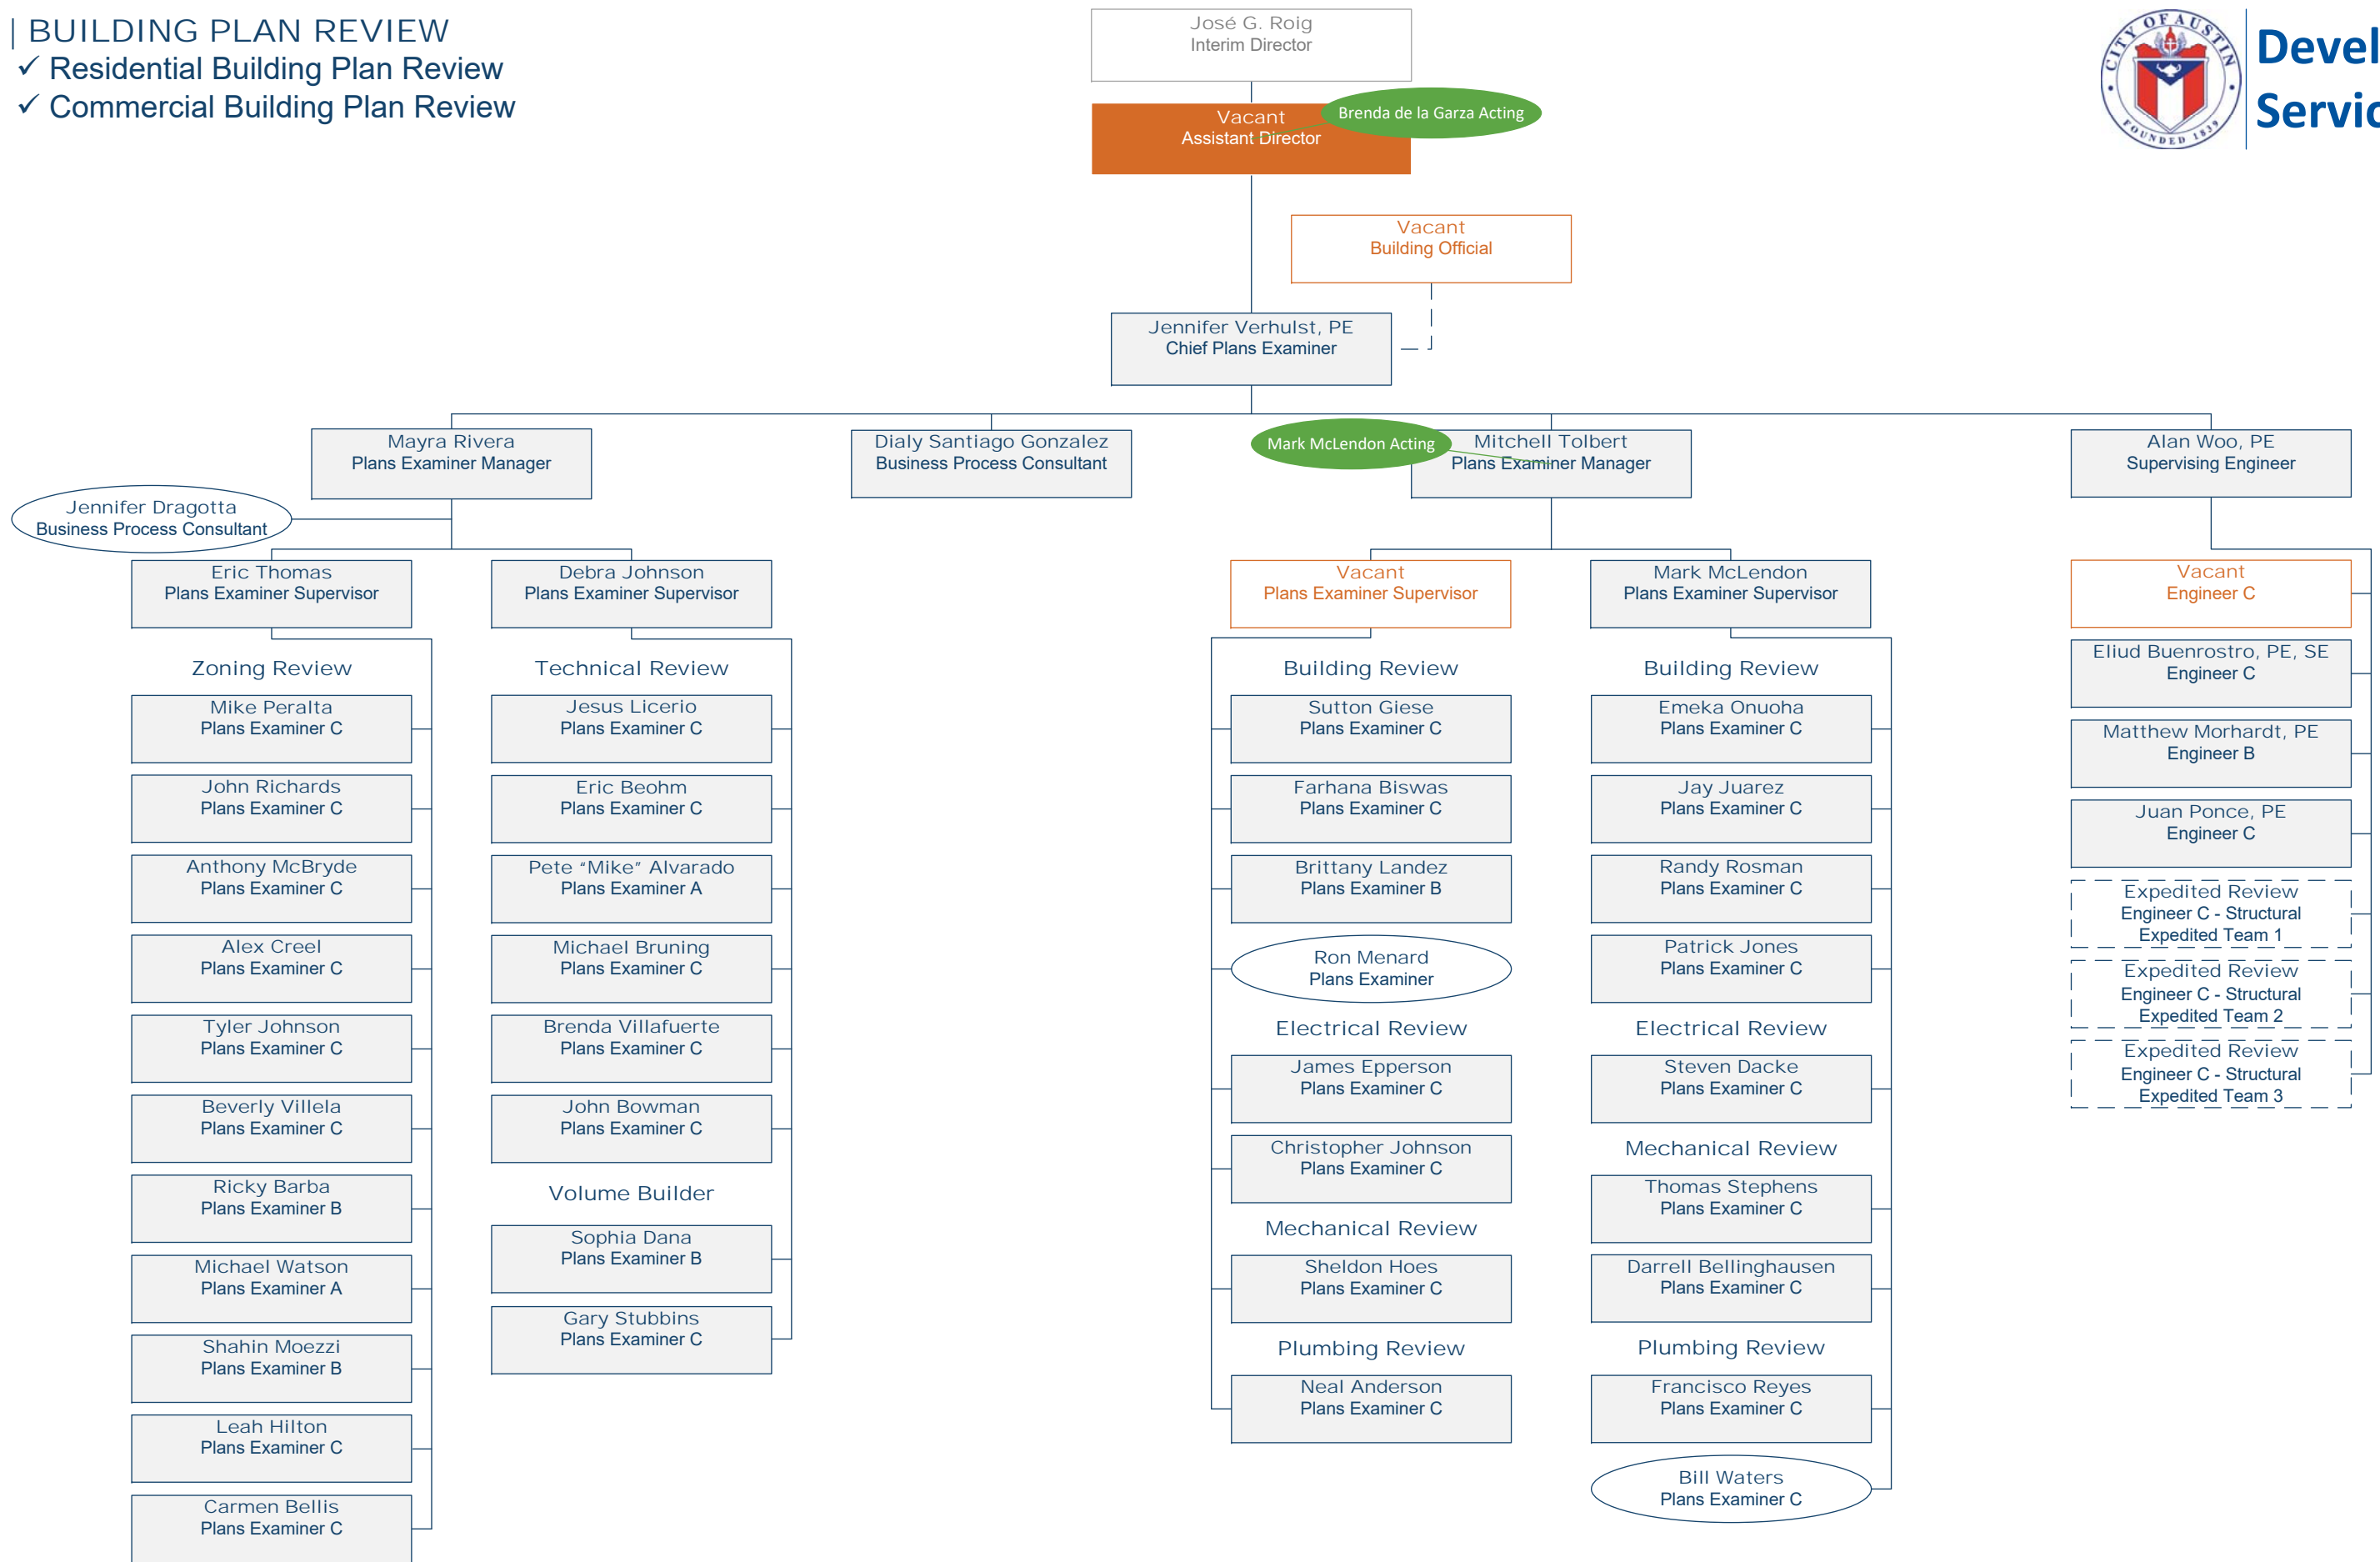 | BUILDING PLAN REVIEW
✓ Residential Building Plan Review
✓ Commercial Building Plan Review
José G. Roig
Interim Director
CITY OF AUSTIN
FOUNDED 1839
Vacant
Assistant Director
Brenda de la Garza Acting
Vacant
Building Official
Jennifer Verhulst, PE
Chief Plans Examiner
Mayra Rivera
Plans Examiner Manager
Jennifer Dragotta
Business Process Consultant
Dialy Santiago Gonzalez
Business Process Consultant
Mark McLendon Acting
Mitchell Tolbert
Plans Examiner Manager
Alan Woo, PE
Supervising Engineer
Eric Thomas
Plans Examiner Supervisor
Zoning Review
Mike Peralta
Plans Examiner C
John Richards
Plans Examiner C
Anthony McBryde
Plans Examiner C
Alex Creel
Plans Examiner C
Tyler Johnson
Plans Examiner C
Beverly Villela
Plans Examiner C
Ricky Barba
Plans Examiner B
Michael Watson
Plans Examiner A
Shahin Moezzi
Plans Examiner B
Leah Hilton
Plans Examiner C
Carmen Bellis
Plans Examiner C
Debra Johnson
Plans Examiner Supervisor
Technical Review
Jesus Licerio
Plans Examiner C
Eric Beohm
Plans Examiner C
Pete “Mike” Alvarado
Plans Examiner A
Michael Bruning
Plans Examiner C
Brenda Villafuerte
Plans Examiner C
John Bowman
Plans Examiner C
Volume Builder
Sophia Dana
Plans Examiner B
Gary Stubbins
Plans Examiner C
Vacant
Plans Examiner Supervisor
Building Review
Sutton Giese
Plans Examiner C
Farhana Biswas
Plans Examiner C
Brittany Landez
Plans Examiner B
Ron Menard
Plans Examiner
Electrical Review
James Epperson
Plans Examiner C
Christopher Johnson
Plans Examiner C
Mechanical Review
Sheldon Hoes
Plans Examiner C
Plumbing Review
Neal Anderson
Plans Examiner C
Mark McLendon
Plans Examiner Supervisor
Building Review
Emeka Onuoha
Plans Examiner C
Jay Juarez
Plans Examiner C
Randy Rosman
Plans Examiner C
Patrick Jones
Plans Examiner C
Electrical Review
Steven Dacke
Plans Examiner C
Mechanical Review
Thomas Stephens
Plans Examiner C
Darrell Bellinghausen
Plans Examiner C
Plumbing Review
Francisco Reyes
Plans Examiner C
Bill Waters
Plans Examiner C
Vacant
Engineer C
Eliud Buenrostro, PE, SE
Engineer C
Matthew Morhardt, PE
Engineer B
Juan Ponce, PE
Engineer C
Expedited Review
Engineer C - Structural
Expedited Team 1
Expedited Review
Engineer C - Structural
Expedited Team 2
Expedited Review
Engineer C - Structural
Expedited Team 3